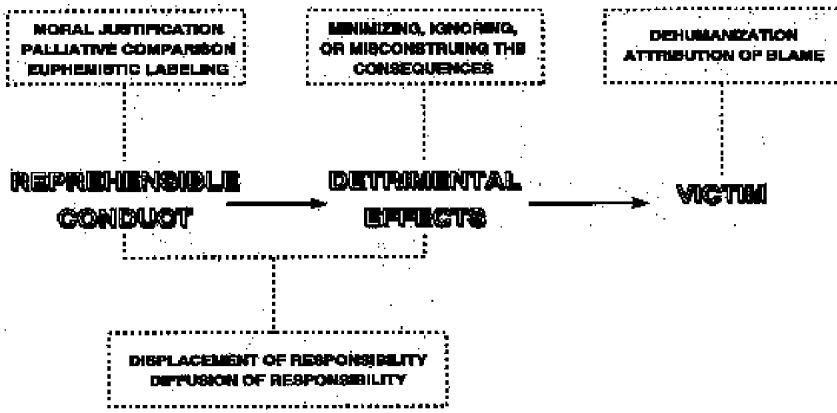 MORAL JUSTIFICATION
PALLIATIVE COMPARISON
EUPHEMISTIC LABELING
MINIMIZING, IGNORING,
OR MISCONSTRUING THE
CONSEQUENCES
DEHUMANIZATION
ATTRIBUTION OF BLAME
REPREHENSIBLE
CONDUCT
DETRIMENTAL
EFFECTS
VICTIM
DISPLACEMENT OF RESPONSIBILITY
DIFFUSION OF RESPONSIBILITY